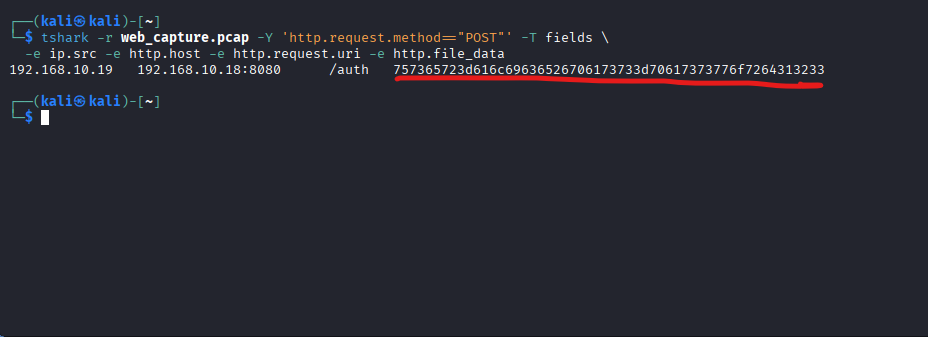 ┌──(kali㉿kali)-[~]
└─$ tshark -r web_capture.pcap -Y 'http.request.method=="POST"' -T fields \
-e ip.src -e http.host -e http.request.uri -e http.file_data
192.168.10.19 192.168.10.18:8080 /auth 757365723d616c69636526706173733d70617373776f7264313233
┌──(kali㉿kali)-[~]
└─$